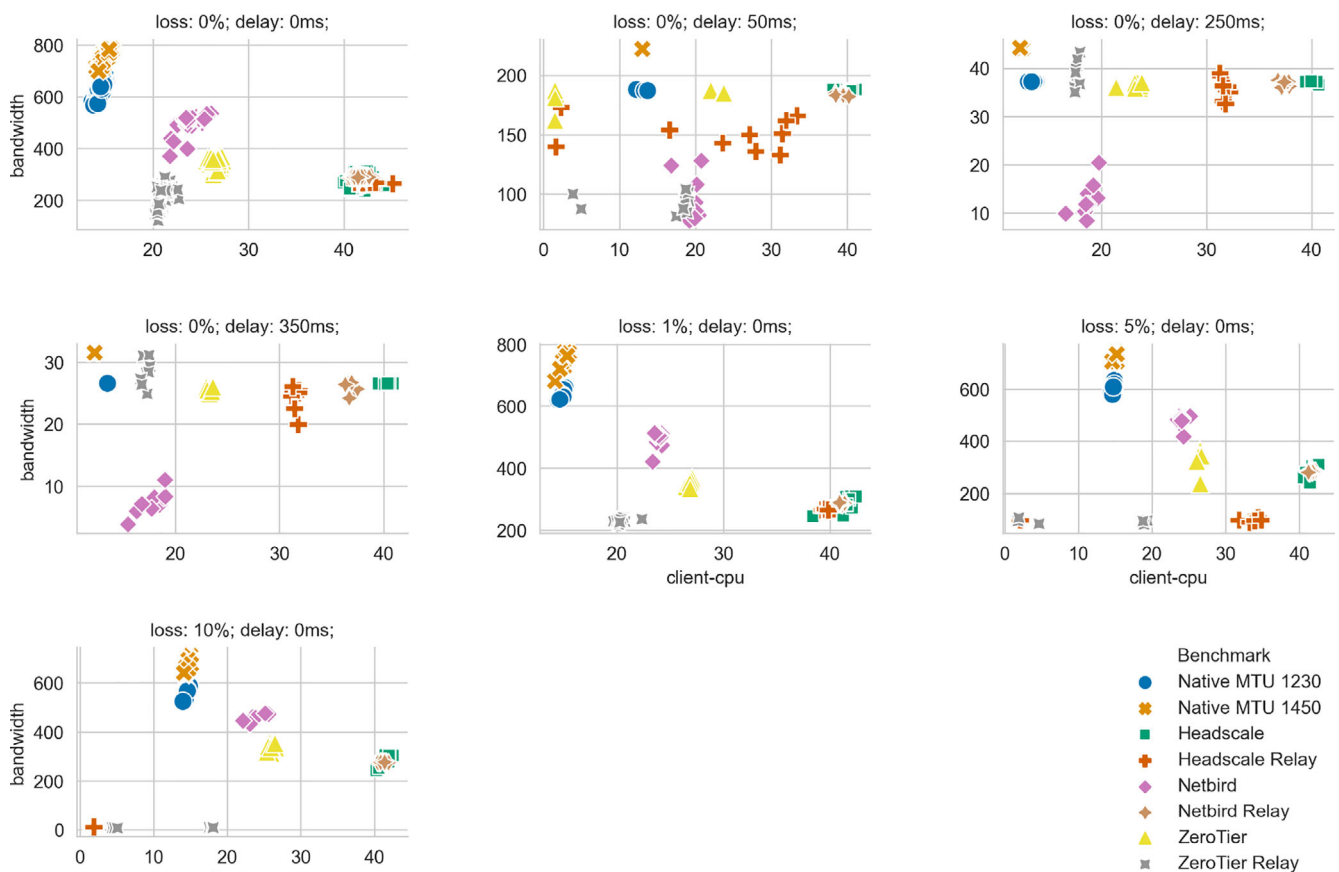 loss: 0%; delay: 0ms;
bandwidth
800
600
400
200
20
30
40
loss: 0%; delay: 50ms;
200
150
100
0
10
20
30
40
loss: 0%; delay: 250ms;
40
30
20
10
20
30
40
loss: 0%; delay: 350ms;
bandwidth
30
20
10
20
30
40
loss: 1%; delay: 0ms;
800
600
400
200
20
30
40
client-cpu
loss: 5%; delay: 0ms;
600
400
200
0
10
20
30
40
client-cpu
loss: 10%; delay: 0ms;
bandwidth
600
400
200
0
0
10
20
30
40
Benchmark
Native MTU 1230
Native MTU 1450
Headscale
Headscale Relay
Netbird
Netbird Relay
ZeroTier
ZeroTier Relay